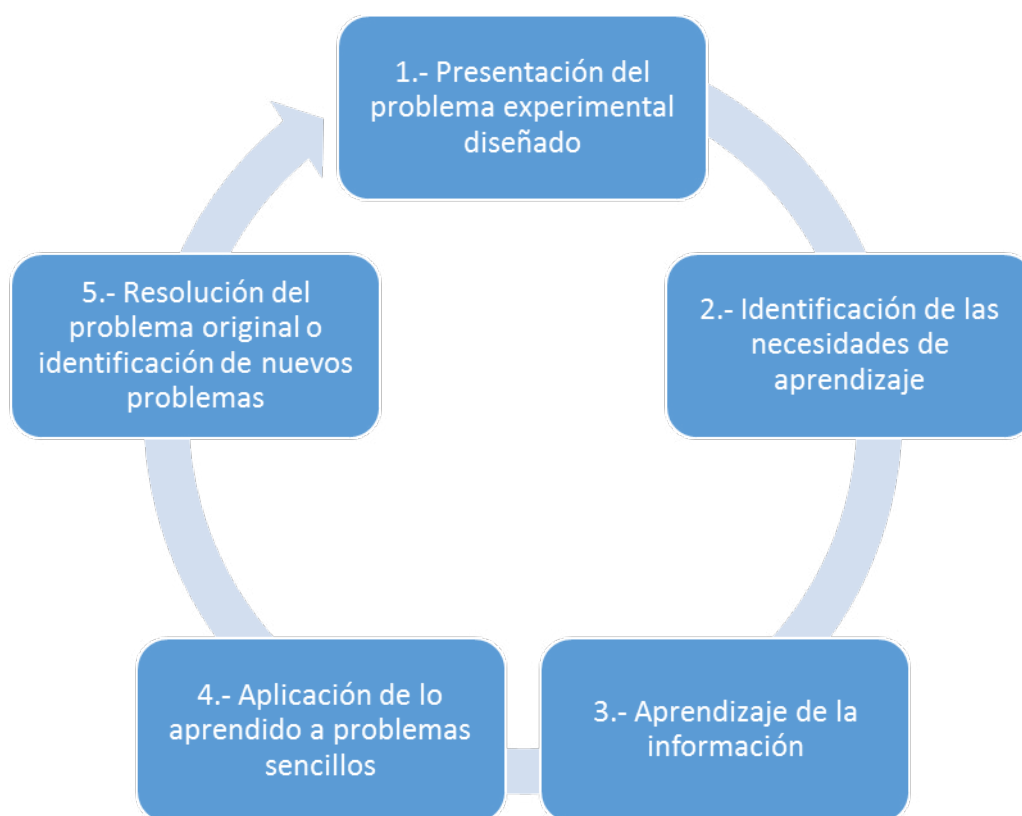 1.- Presentación del
problema experimental
diseñado
2.- Identificación de las
necesidades de
aprendizaje
3.- Aprendizaje de la
información
4.- Aplicación de lo
aprendido a problemas
sencillos
5.- Resolución del
problema original o
identificación de nuevos
problemas